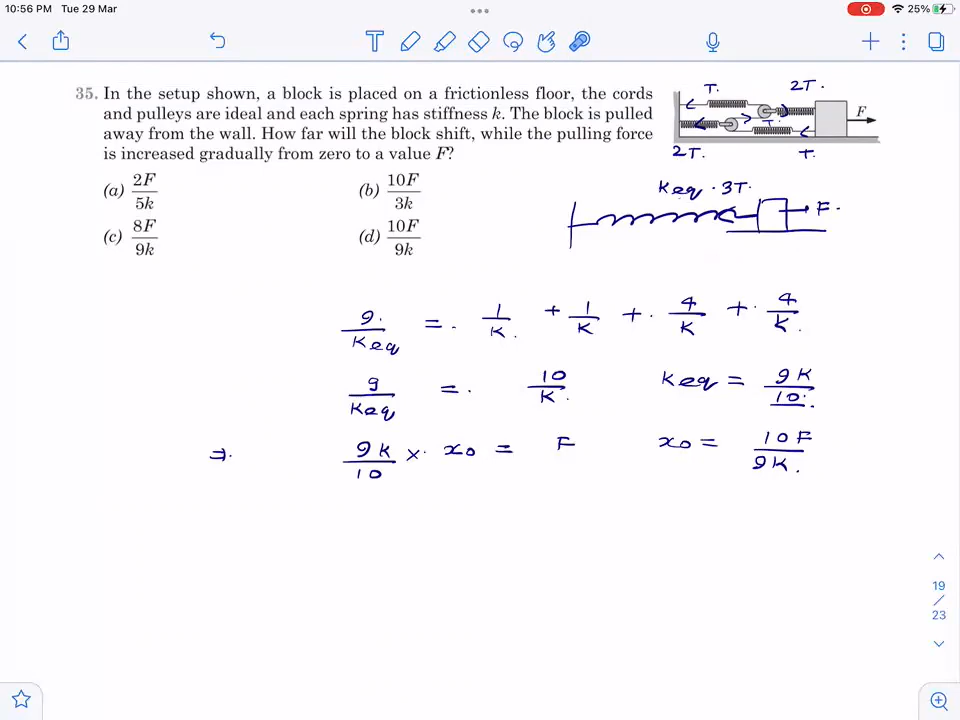 10:56 PM Tue 29 Mar
25%
35. In the setup shown, a block is placed on a frictionless floor, the cords
and pulleys are ideal and each spring has stiffness k. The block is pulled
away from the wall. How far will the block shift, while the pulling force
is increased gradually from zero to a value F?
(a) 2F/5k (b) 10F/3k
(c) 8F/9k (d) 10F/9k
T. 2T.
F
T.
2T. T.
Keq . 3T.
F.
9./Keq = . 1/K. + 1/K + . 4/K + . 4/K.
9/Keq = . 10/K. Keq = 9K/10.
⇒ 9K/10 × x0 = F x0 = 10F/9K.
19
/
23